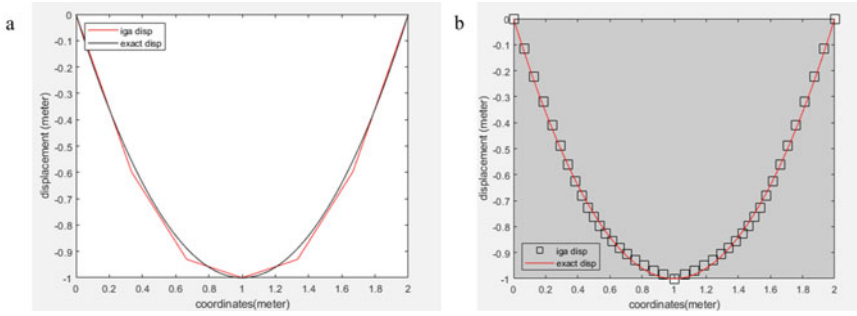 a
0
-0.1
-0.2
-0.3
-0.4
-0.5
-0.6
-0.7
-0.8
-0.9
-1
displacement (meter)
iga disp
exact disp
0 0.2 0.4 0.6 0.8 1 1.2 1.4 1.6 1.8 2
coordinates(meter)
b
0
-0.1
-0.2
-0.3
-0.4
-0.5
-0.6
-0.7
-0.8
-0.9
-1
displacement (meter)
iga disp
exact disp
0 0.2 0.4 0.6 0.8 1 1.2 1.4 1.6 1.8 2
coordinates(meter)